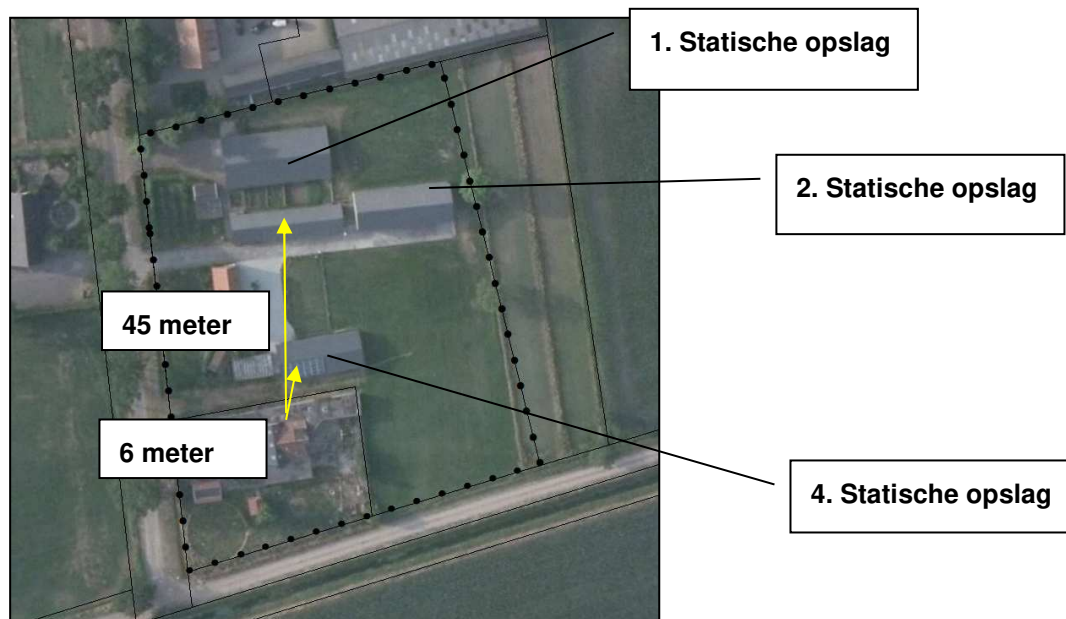 1. Statische opslag
2. Statische opslag
45 meter
6 meter
4. Statische opslag